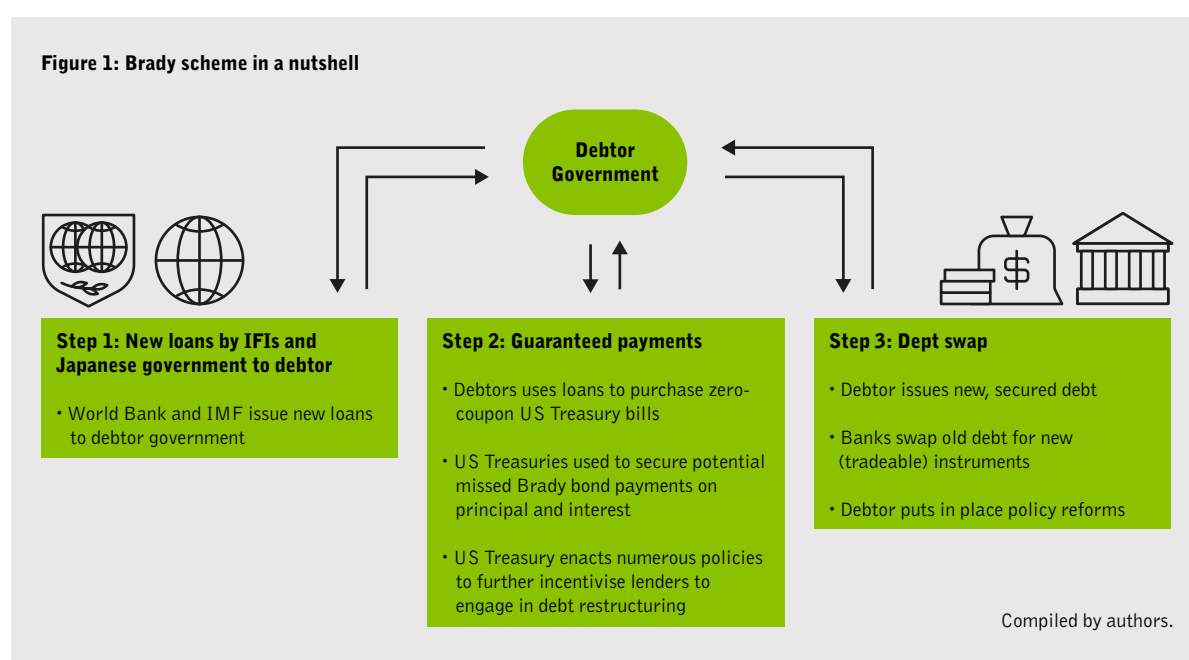 Figure 1: Brady scheme in a nutshell
Debtor
Government
Step 1: New loans by IFIs and
Japanese government to debtor
• World Bank and IMF issue new loans
to debtor government
Step 2: Guaranteed payments
• Debtors uses loans to purchase zero-
coupon US Treasury bills
• US Treasuries used to secure potential
missed Brady bond payments on
principal and interest
• US Treasury enacts numerous policies
to further incentivise lenders to
engage in debt restructuring
$
Step 3: Dept swap
• Debtor issues new, secured debt
• Banks swap old debt for new
(tradeable) instruments
• Debtor puts in place policy reforms
Compiled by authors.